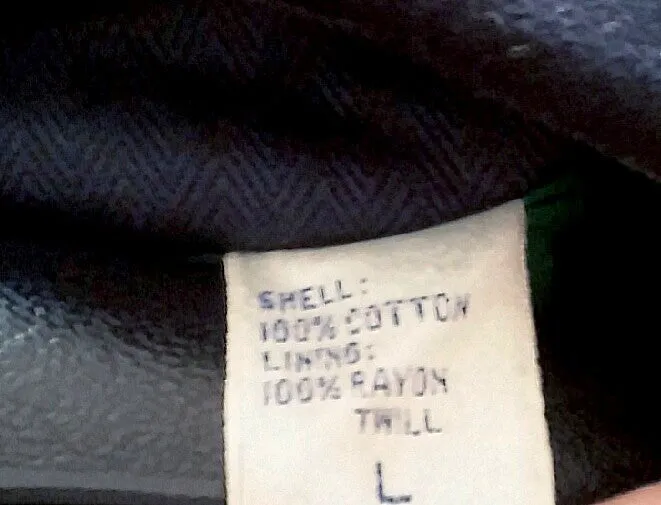 SHELL:
100% COTTON
LINING:
100% RAYON
TWILL
L